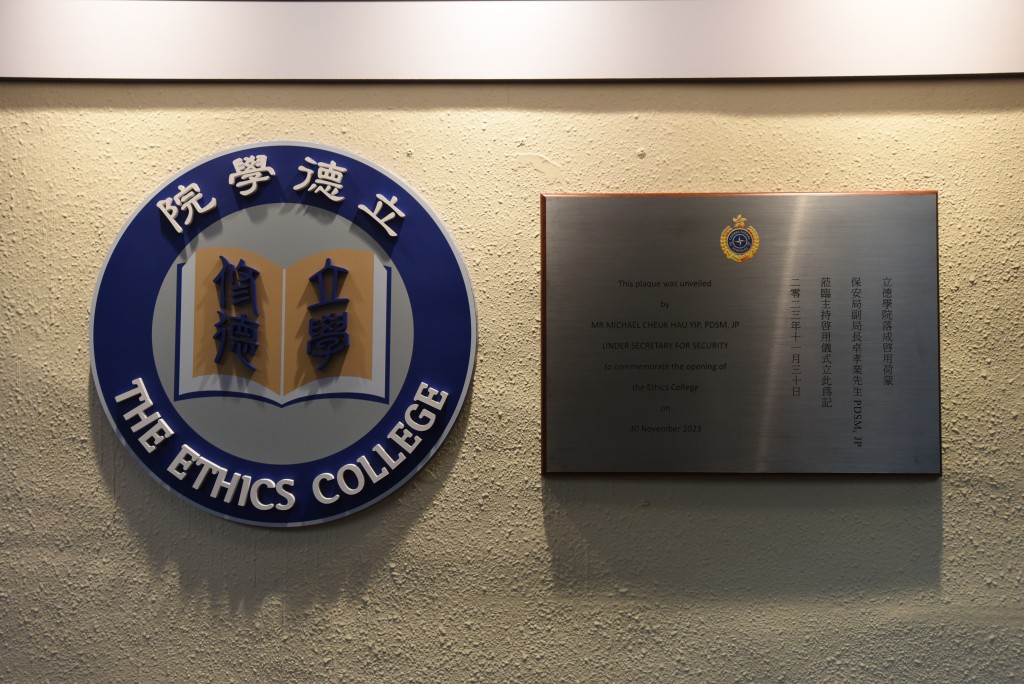 立德學院
立學
修德
THE ETHICS COLLEGE
This plaque was unveiled
by
MR MICHAEL CHEUK HAU YIP, PDSM, JP
UNDER SECRETARY FOR SECURITY
to commemorate the opening of
the Ethics College
on
30 November 2023
立德學院落成啓用荷蒙
保安局副局長卓孝業先生 PDSM, JP
蒞臨主持啓用儀式立此爲記
二零二三年十一月三十日